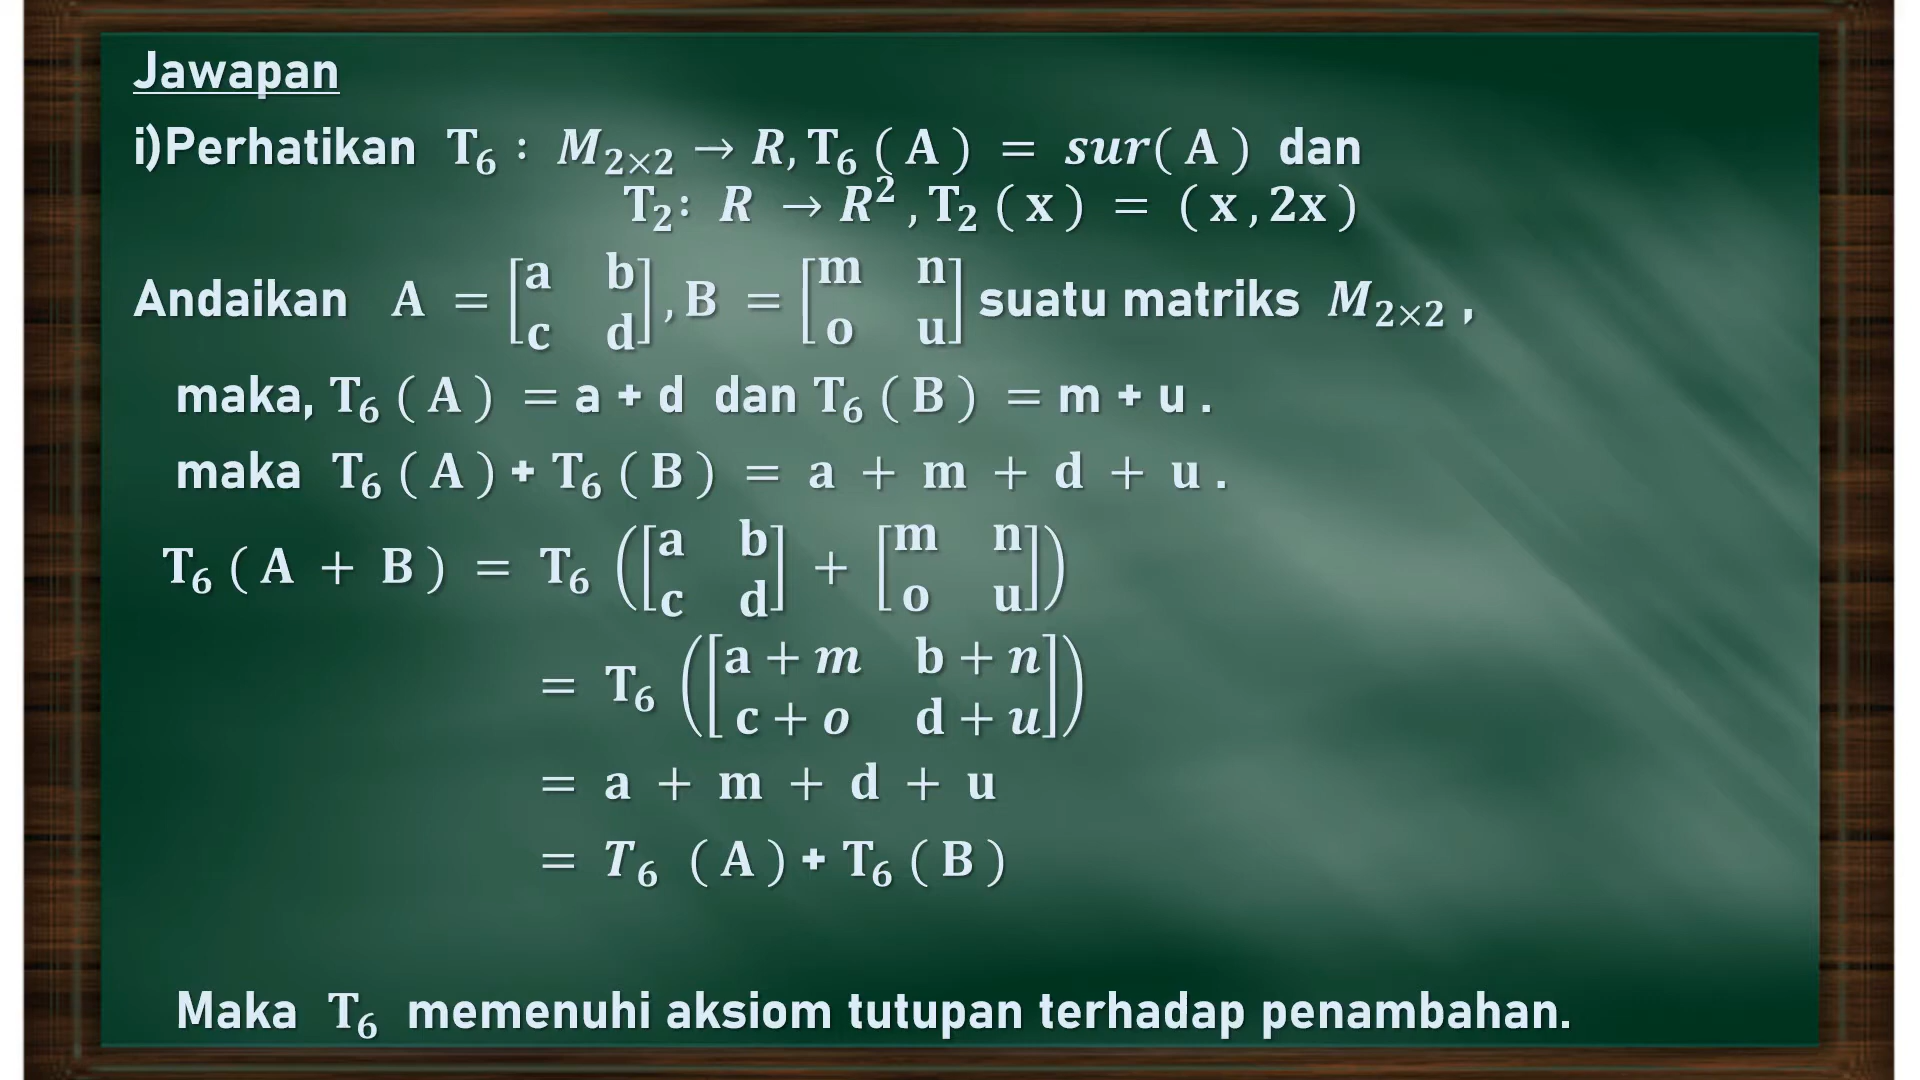 Jawapan
i)Perhatikan T₆ : M₂ₓ₂ → R, T₆ ( A ) = sur( A ) dan
T₂: R → R² , T₂ ( x ) = ( x , 2x )
Andaikan A = [a b; c d] , B = [m n; o u] suatu matriks M₂ₓ₂ ,
maka, T₆ ( A ) = a + d dan T₆ ( B ) = m + u .
maka T₆ ( A ) + T₆ ( B ) = a + m + d + u .
T₆ ( A + B ) = T₆ ([a b; c d] + [m n; o u])
= T₆ ([a + m b + n; c + o d + u])
= a + m + d + u
= T₆ ( A ) + T₆ ( B )
Maka T₆ memenuhi aksiom tutupan terhadap penambahan.